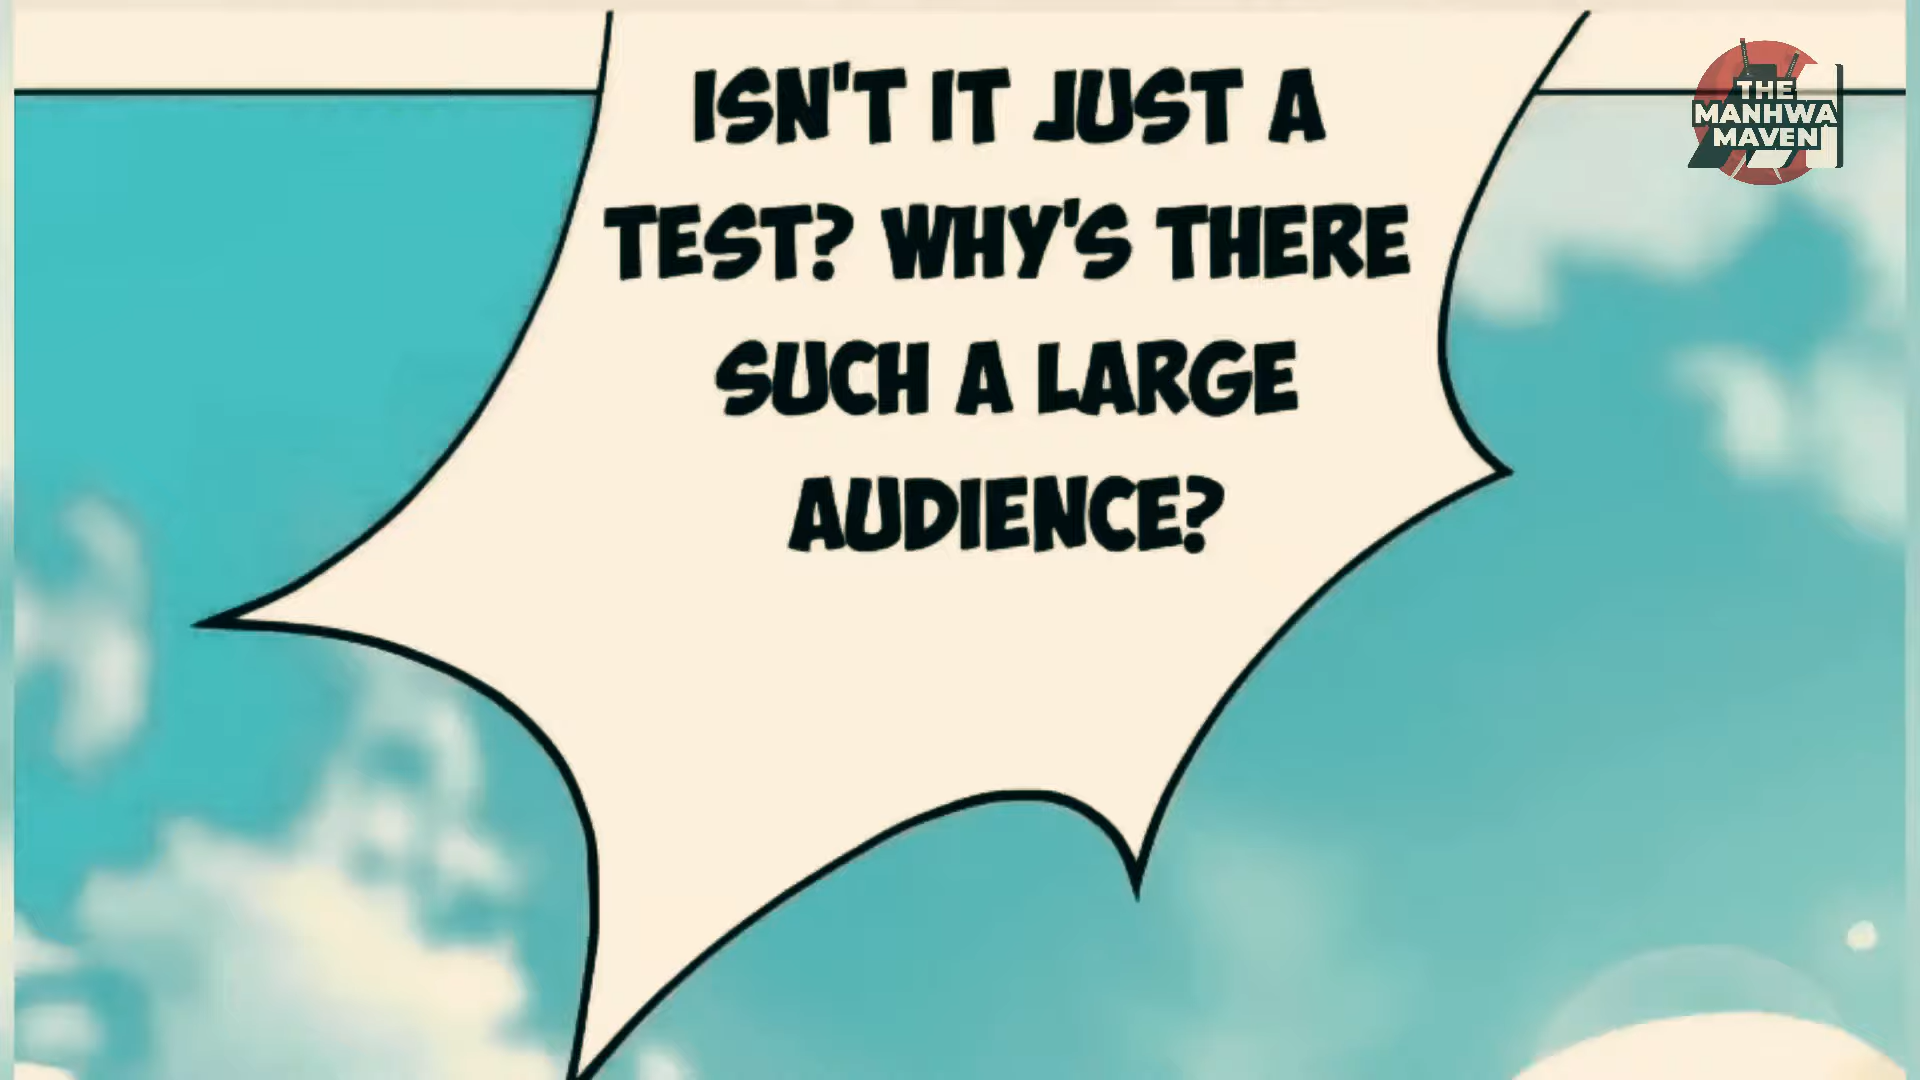 ISN'T IT JUST A
TEST? WHY'S THERE
SUCH A LARGE
AUDIENCE?
THE
MANHWA
MAVEN